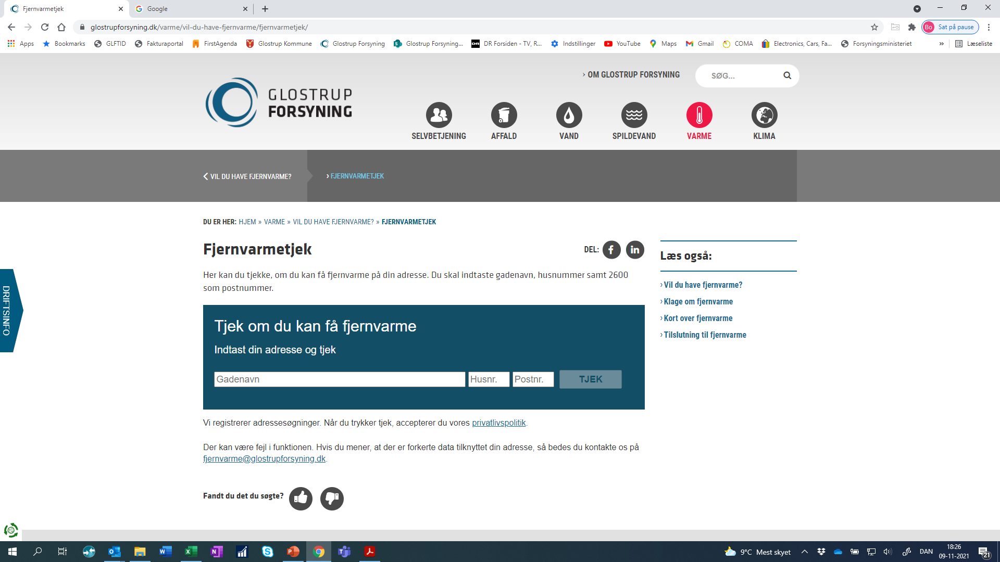 Fjernvarmetjek
Google
glostrupforsyning.dk/varme/vil-du-have-fjernvarme/fjernvarmetjek/
Bo Sat på pause
Apps Bookmarks GLFTID Fakturaportal FirstAgenda Glostrup Kommune Glostrup Forsyning Glostrup Forsyning... DR Forsiden - TV, R... Indstillinger YouTube Maps Gmail COMA Electronics, Cars, Fa... Forsyningsministeriet » Læseliste
› OM GLOSTRUP FORSYNING
SØG...
GLOSTRUP
FORSYNING
SELVBETJENING AFFALD VAND SPILDEVAND VARME KLIMA
VIL DU HAVE FJERNVARME?
› FJERNVARMETJEK
DU ER HER: HJEM » VARME » VIL DU HAVE FJERNVARME? » FJERNVARMETJEK
Fjernvarmetjek
DEL:
Her kan du tjekke, om du kan få fjernvarme på din adresse. Du skal indtaste gadenavn, husnummer samt 2600
som postnummer.
Tjek om du kan få fjernvarme
Indtast din adresse og tjek
Gadenavn Husnr. Postnr. TJEK
Vi registrerer adressesøgninger. Når du trykker tjek, accepterer du vores privatlivspolitik.
Der kan være fejl i funktionen. Hvis du mener, at der er forkerte data tilknyttet din adresse, så bedes du kontakte os på
fjernvarme@glostrupforsyning.dk.
Fandt du det du søgte?
Læs også:
› Vil du have fjernvarme?
› Klage om fjernvarme
› Kort over fjernvarme
› Tilslutning til fjernvarme
DRIFTSINFO
9°C Mest skyet
DAN
18:26
09-11-2021
21